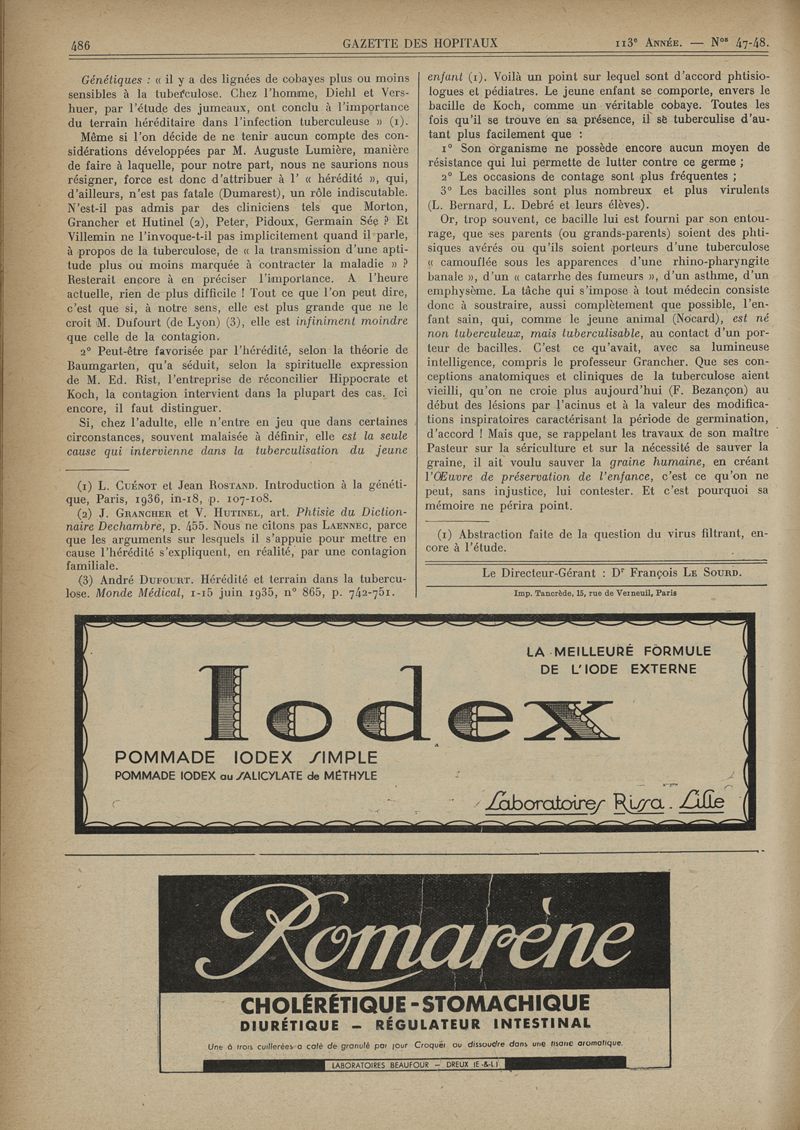 486
GAZETTE DES HOPITAUX
113e ANNÉE. — Nos 47-48.
Génétiques : « il y a des lignées de cobayes plus ou moins
sensibles à la tuberculose. Chez l'homme, Diehl et Vers-
huer, par l'étude des jumeaux, ont conclu à l'importance
du terrain héréditaire dans l'infection tuberculeuse » (1).
Même si l'on décide de ne tenir aucun compte des con-
sidérations développées par M. Auguste Lumière, manière
de faire à laquelle, pour notre part, nous ne saurions nous
résigner, force est donc d'attribuer à l' « hérédité », qui,
d'ailleurs, n'est pas fatale (Dumarest), un rôle indiscutable.
N'est-il pas admis par des cliniciens tels que Morton,
Grancher et Hutinel (2), Peter, Pidoux, Germain Sée ? Et
Villemin ne l'invoque-t-il pas implicitement quand il parle,
à propos de la tuberculose, de « la transmission d'une apti-
tude plus ou moins marquée à contracter la maladie » ?
Resterait encore à en préciser l'importance. A l'heure
actuelle, rien de plus difficile ! Tout ce que l'on peut dire,
c'est que si, à notre sens, elle est plus grande que ne le
croit M. Dufourt (de Lyon) (3), elle est infiniment moindre
que celle de la contagion.
2° Peut-être favorisée par l'hérédité, selon la théorie de
Baumgarten, qu'a séduit, selon la spirituelle expression
de M. Ed. Rist, l'entreprise de réconcilier Hippocrate et
Koch, la contagion intervient dans la plupart des cas. Ici
encore, il faut distinguer.
Si, chez l'adulte, elle n'entre en jeu que dans certaines
circonstances, souvent malaisée à définir, elle est la seule
cause qui intervienne dans la tuberculisation du jeune
(1) L. CUÉNOT et Jean ROSTAND. Introduction à la généti-
que, Paris, 1936, in-18, p. 107-108.
(2) J. GRANCHER et V. HUTINEL, art. Phtisie du Diction-
naire Dechambre, p. 455. Nous ne citons pas LAENNEC, parce
que les arguments sur lesquels il s'appuie pour mettre en
cause l'hérédité s'expliquent, en réalité, par une contagion
familiale.
(3) André DUFOURT. Hérédité et terrain dans la tubercu-
lose. Monde Médical, 1-15 juin 1935, n° 865, p. 742-751.
enfant (1). Voilà un point sur lequel sont d'accord phtisio-
logues et pédiatres. Le jeune enfant se comporte, envers le
bacille de Koch, comme un véritable cobaye. Toutes les
fois qu'il se trouve en sa présence, il se tuberculise d'au-
tant plus facilement que :
1° Son organisme ne possède encore aucun moyen de
résistance qui lui permette de lutter contre ce germe ;
2° Les occasions de contage sont plus fréquentes ;
3° Les bacilles sont plus nombreux et plus virulents
(L. Bernard, L. Debré et leurs élèves).
Or, trop souvent, ce bacille lui est fourni par son entou-
rage, que ses parents (ou grands-parents) soient des phti-
siques avérés ou qu'ils soient porteurs d'une tuberculose
« camouflée sous les apparences d'une rhino-pharyngite
banale », d'un « catarrhe des fumeurs », d'un asthme, d'un
emphysème. La tâche qui s'impose à tout médecin consiste
donc à soustraire, aussi complètement que possible, l'en-
fant sain, qui, comme le jeune animal (Nocard), est né
non tuberculeux, mais tuberculisable, au contact d'un por-
teur de bacilles. C'est ce qu'avait, avec sa lumineuse
intelligence, compris le professeur Grancher. Que ses con-
ceptions anatomiques et cliniques de la tuberculose aient
vieilli, qu'on ne croie plus aujourd'hui (F. Bezançon) au
début des lésions par l'acinus et à la valeur des modifica-
tions inspiratoires caractérisant la période de germination,
d'accord ! Mais que, se rappelant les travaux de son maître
Pasteur sur la sériculture et sur la nécessité de sauver la
graine, il ait voulu sauver la graine humaine, en créant
l'Œuvre de préservation de l'enfance, c'est ce qu'on ne
peut, sans injustice, lui contester. Et c'est pourquoi sa
mémoire ne périra point.
(1) Abstraction faite de la question du virus filtrant, en-
core à l'étude.
Le Directeur-Gérant : Dr François LE SOURD.
Imp. Tancrède, 15, rue de Verneuil, Paris
LA MEILLEURE FORMULE
DE L'IODE EXTERNE
Iodex
POMMADE IODEX SIMPLE
POMMADE IODEX au SALICYLATE de MÉTHYLE
Laboratoires Rissa. Lille
Romarène
CHOLÉRÉTIQUE - STOMACHIQUE
DIURÉTIQUE — RÉGULATEUR INTESTINAL
Une à trois cuillerées à café de granulé par jour Croquer ou dissoudre dans une tisane aromatique.
LABORATOIRES BEAUFOUR — DREUX (E.-&-L.)